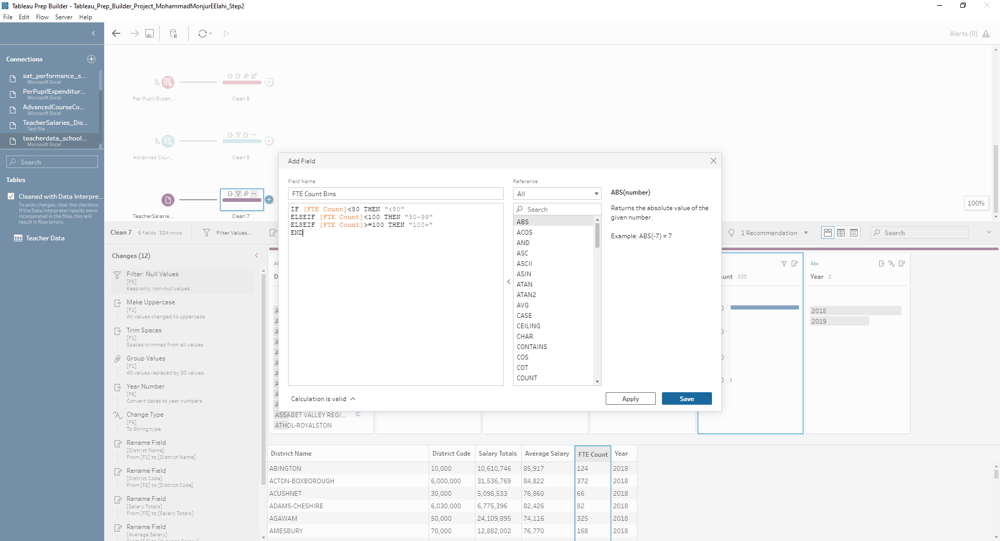 Tableau Prep Builder - Tableau_Prep_Builder_Project_MohammadMonjurEElahi_Step2
File Edit Flow Server Help
Alerts (0)
Connections
sat_performance_s...
Microsoft Excel
PerPupilExpenditur...
Microsoft Excel
AdvancedCourseCo...
Microsoft Excel
TeacherSalaries_Dis...
Text file
teacherdata_school...
Microsoft Excel
Search
Tables
Cleaned with Data Interpre...
To undo changes, clear the checkbox.
If the Data Interpreter results were
incorporated in the flow, this will
result in flow errors.
Teacher Data
Per Pupil Expen...
Clean 5
Advanced Cour...
Clean 6
TeacherSalarie...
Clean 7
100%
Clean 7 6 fields 324 rows
Filter Values...
1 Recommendation
Search
Changes (12)
Filter: Null Values
[F5]
Keep only: non-null values
Make Uppercase
[F1]
All values changed to uppercase
Trim Spaces
[F1]
Spaces trimmed from all values
Group Values
[F1]
40 values replaced by 30 values
Year Number
[F6]
Convert dates to year numbers
Change Type
[F6]
To String type
Rename Field
[District Name]
From [F1] to [District Name]
Rename Field
[District Code]
From [F2] to [District Code]
Rename Field
[Salary Totals]
From [F3] to [Salary Totals]
Rename Field
[Average Salary]
Add Field
Field Name
FTE Count Bins
IF [FTE Count]<50 THEN "<50"
ELSEIF [FTE Count]<100 THEN "50-99"
ELSEIF [FTE Count]>=100 THEN "100+"
END
Calculation is valid
Reference
All
Search
ABS
ACOS
AND
ASC
ASCII
ASIN
ATAN
ATAN2
AVG
CASE
CEILING
CHAR
CONTAINS
COS
COT
COUNT
ABS(number)
Returns the absolute value of the
given number.
Example: ABS(-7) = 7
Apply
Save
ount 230
Abc
Year 2
2018
2019
ASSABET VALLEY REGI...
ATHOL-ROYALSTON
District Name District Code Salary Totals Average Salary FTE Count Year
ABINGTON 10,000 10,610,746 85,917 124 2018
ACTON-BOXBOROUGH 6,000,000 31,536,769 84,822 372 2018
ACUSHNET 30,000 5,098,533 76,860 66 2018
ADAMS-CHESHIRE 6,030,000 6,775,396 82,426 82 2018
AGAWAM 50,000 24,109,895 74,116 325 2018
AMESBURY 70,000 12,882,002 76,770 168 2018